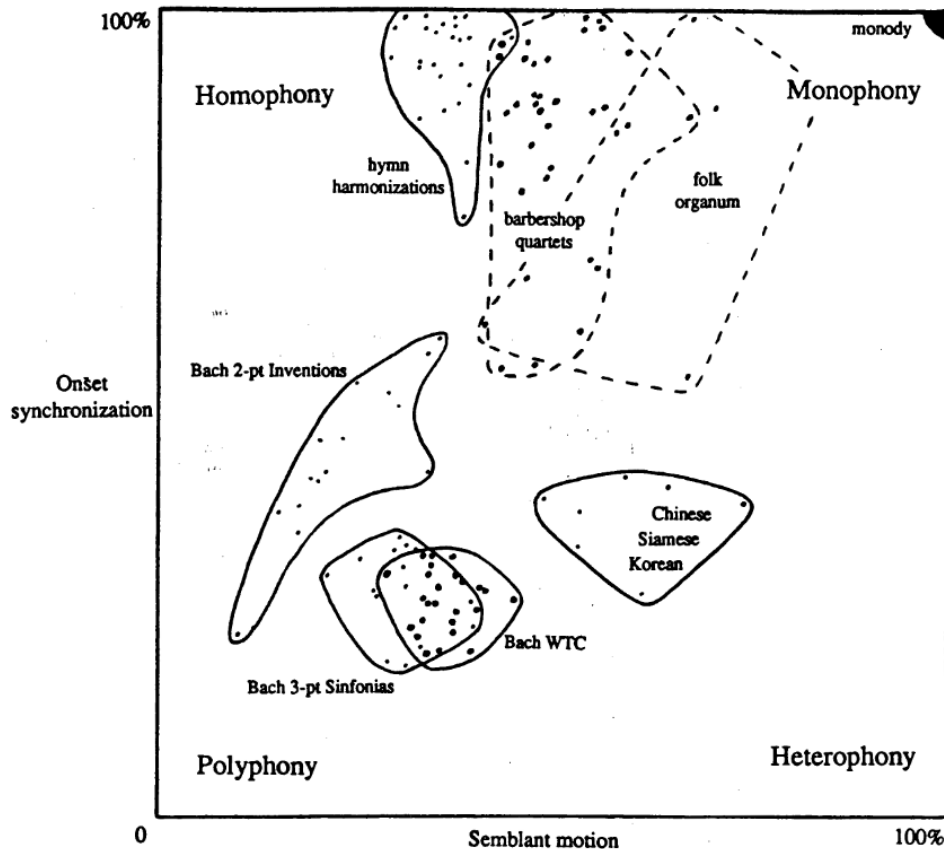 100%
monody
Homophony
Monophony
hymn
harmonizations
folk
organum
barbershop
quartets
Bach 2-pt Inventions
Onset
synchronization
Chinese
Siamese
Korean
Bach WTC
Bach 3-pt Sinfonias
Polyphony
Heterophony
0
Semblant motion
100%